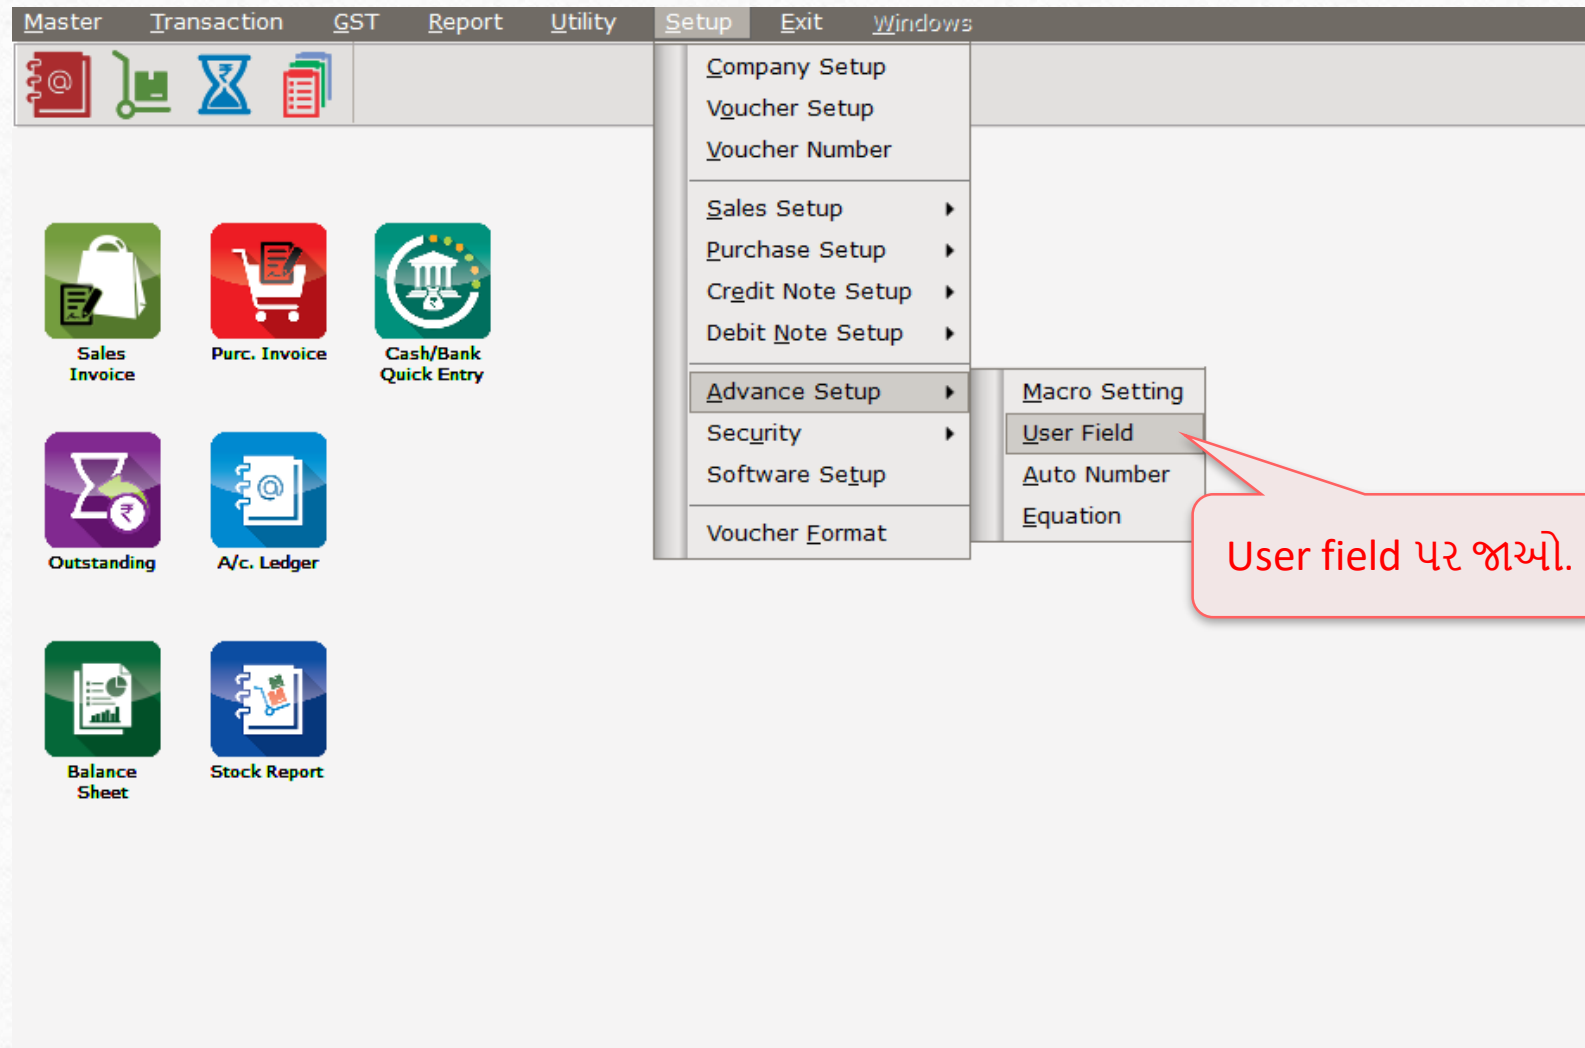 Master Transaction GST Report Utility Setup Exit Windows
Company Setup
Voucher Setup
Voucher Number
Sales Setup
Purchase Setup
Credit Note Setup
Debit Note Setup
Advance Setup
Security
Software Setup
Voucher Format
Macro Setting
User Field
Auto Number
Equation
User field પર જાઓ.
Sales
Invoice
Purc. Invoice
Cash/Bank
Quick Entry
Outstanding
A/c. Ledger
Balance
Sheet
Stock Report